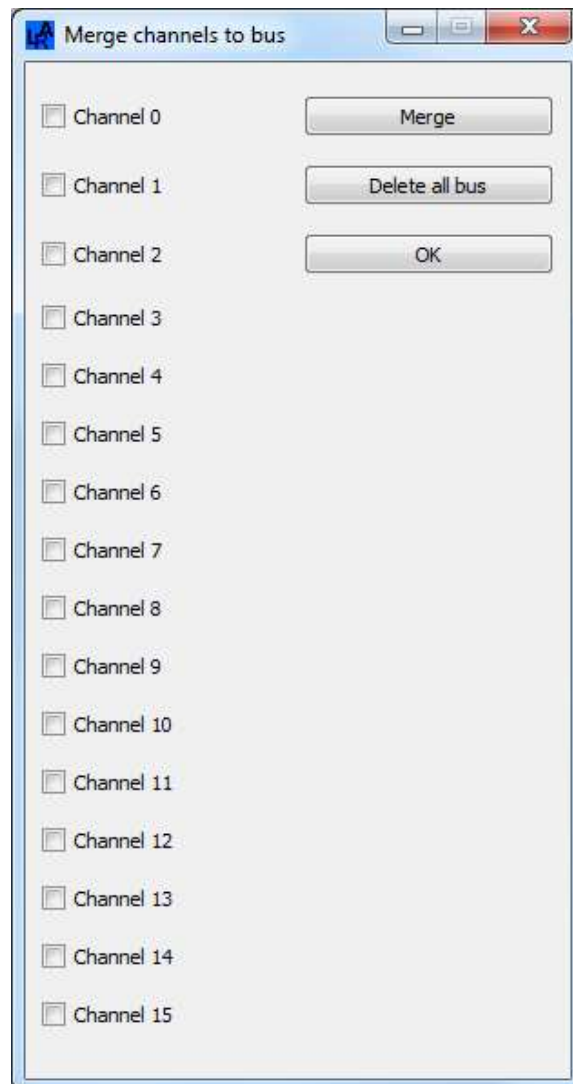 Merge channels to bus
Channel 0 Merge
Channel 1 Delete all bus
Channel 2 OK
Channel 3
Channel 4
Channel 5
Channel 6
Channel 7
Channel 8
Channel 9
Channel 10
Channel 11
Channel 12
Channel 13
Channel 14
Channel 15